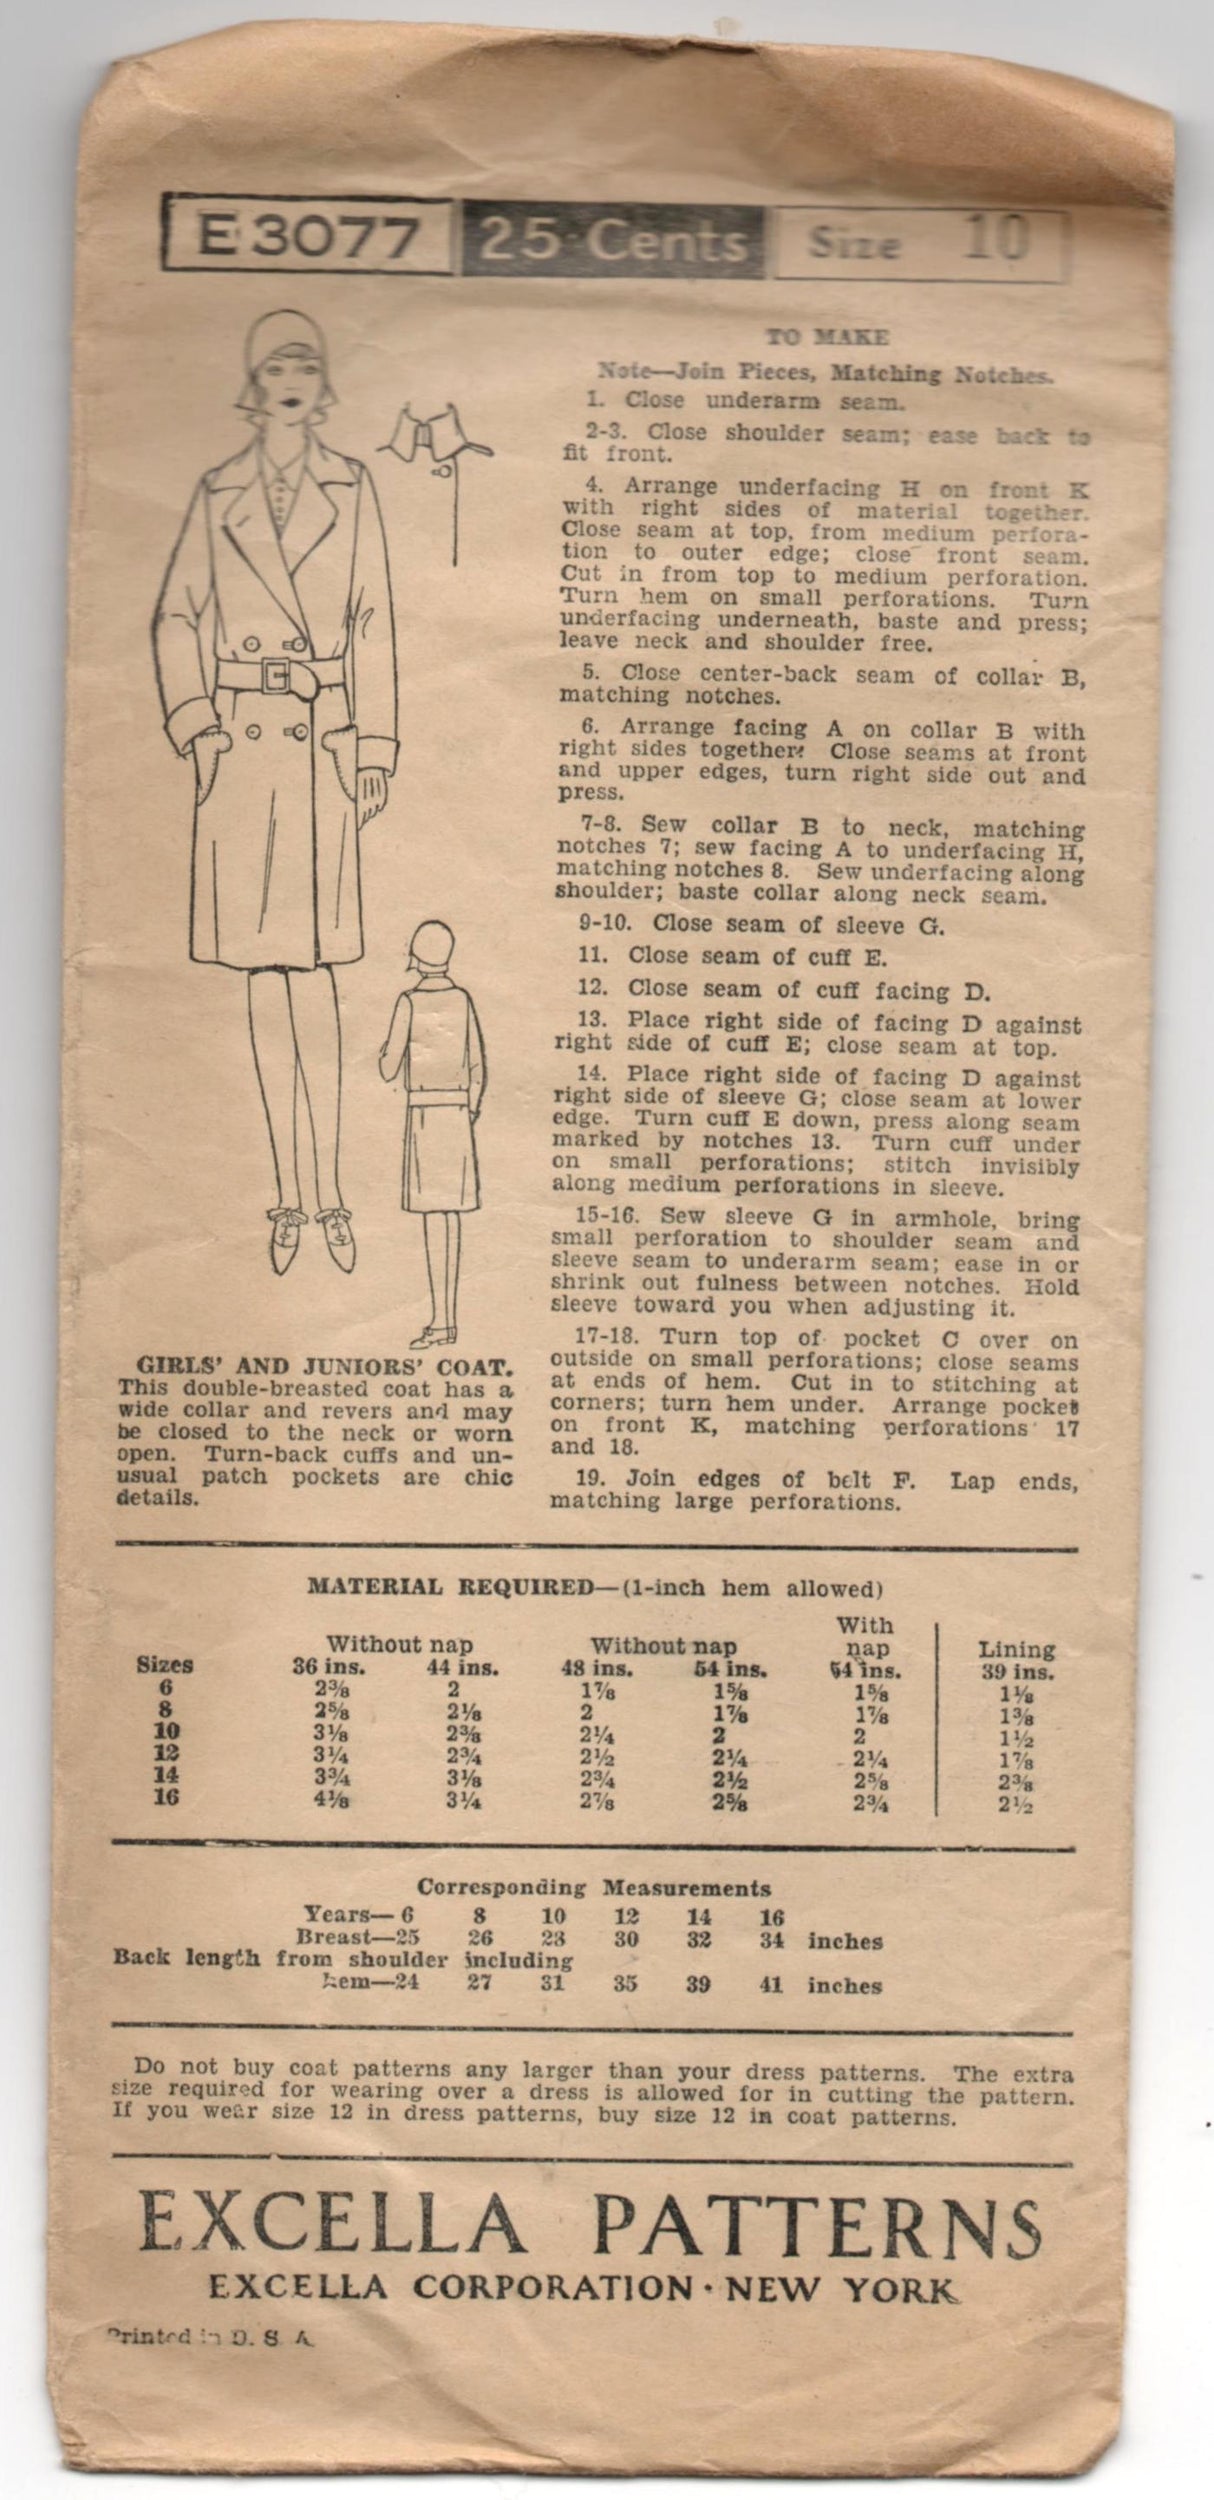 E 3077 25 Cents Size 10
TO MAKE
Note—Join Pieces, Matching Notches.
1. Close underarm seam.
2-3. Close shoulder seam; ease back to
fit front.
4. Arrange underfacing H on front K
with right sides of material together.
Close seam at top, from medium perfora-
tion to outer edge; close front seam.
Cut in from top to medium perforation.
Turn hem on small perforations. Turn
underfacing underneath, baste and press;
leave neck and shoulder free.
5. Close center-back seam of collar B,
matching notches.
6. Arrange facing A on collar B with
right sides together. Close seams at front
and upper edges, turn right side out and
press.
7-8. Sew collar B to neck, matching
notches 7; sew facing A to underfacing H,
matching notches 8. Sew underfacing along
shoulder; baste collar along neck seam.
9-10. Close seam of sleeve G.
11. Close seam of cuff E.
12. Close seam of cuff facing D.
13. Place right side of facing D against
right side of cuff E; close seam at top.
14. Place right side of facing D against
right side of sleeve G; close seam at lower
edge. Turn cuff E down, press along seam
marked by notches 13. Turn cuff under
on small perforations; stitch invisibly
along medium perforations in sleeve.
15-16. Sew sleeve G in armhole, bring
small perforation to shoulder seam and
sleeve seam to underarm seam; ease in or
shrink out fulness between notches. Hold
sleeve toward you when adjusting it.
17-18. Turn top of pocket C over on
outside on small perforations; close seams
at ends of hem. Cut in to stitching at
corners; turn hem under. Arrange pocket
on front K, matching perforations 17
and 18.
19. Join edges of belt F. Lap ends,
matching large perforations.
GIRLS' AND JUNIORS' COAT.
This double-breasted coat has a
wide collar and revers and may
be closed to the neck or worn
open. Turn-back cuffs and un-
usual patch pockets are chic
details.
MATERIAL REQUIRED—(1-inch hem allowed)
With
Without nap Without nap nap Lining
Sizes 36 ins. 44 ins. 48 ins. 54 ins. 54 ins. 39 ins.
6 2⅜ 2 1⅞ 1⅝ 1⅝ 1⅛
8 2⅝ 2⅛ 2 1⅞ 1⅞ 1⅜
10 3⅛ 2⅜ 2¼ 2 2 1½
12 3¼ 2¾ 2½ 2¼ 2¼ 1⅞
14 3¾ 3⅛ 2¾ 2½ 2⅝ 2⅜
16 4⅛ 3¼ 2⅞ 2⅝ 2¾ 2½
Corresponding Measurements
Years—6 8 10 12 14 16
Breast—25 26 28 30 32 34 inches
Back length from shoulder including
hem—24 27 31 35 39 41 inches
Do not buy coat patterns any larger than your dress patterns. The extra
size required for wearing over a dress is allowed for in cutting the pattern.
If you wear size 12 in dress patterns, buy size 12 in coat patterns.
EXCELLA PATTERNS
EXCELLA CORPORATION · NEW YORK
Printed in U. S. A.